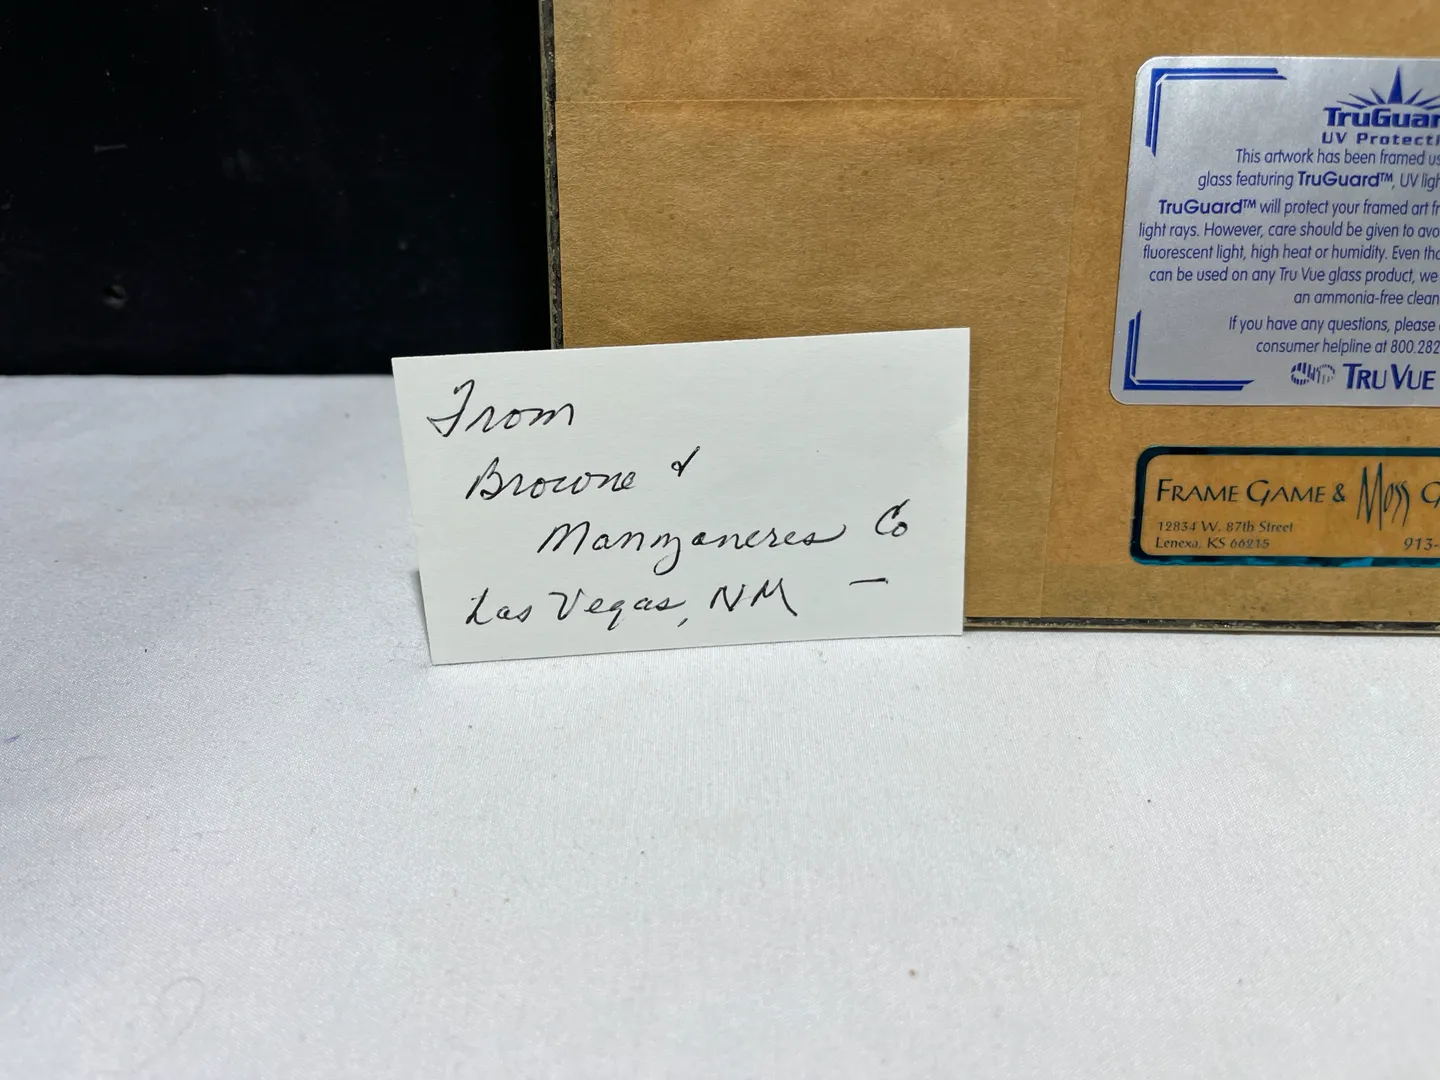 From
Browne &
Manzanares Co
Las Vegas, NM —
TruGuar
UV Protecti
This artwork has been framed us
glass featuring TruGuard™, UV ligh
TruGuard™ will protect your framed art fr
light rays. However, care should be given to avo
fluorescent light, high heat or humidity. Even tho
can be used on any Tru Vue glass product, we
an ammonia-free clean
If you have any questions, please
consumer helpline at 800.282
TRU VUE
FRAME GAME & Moss G
12834 W. 87th Street
Lenexa, KS 66215
913-